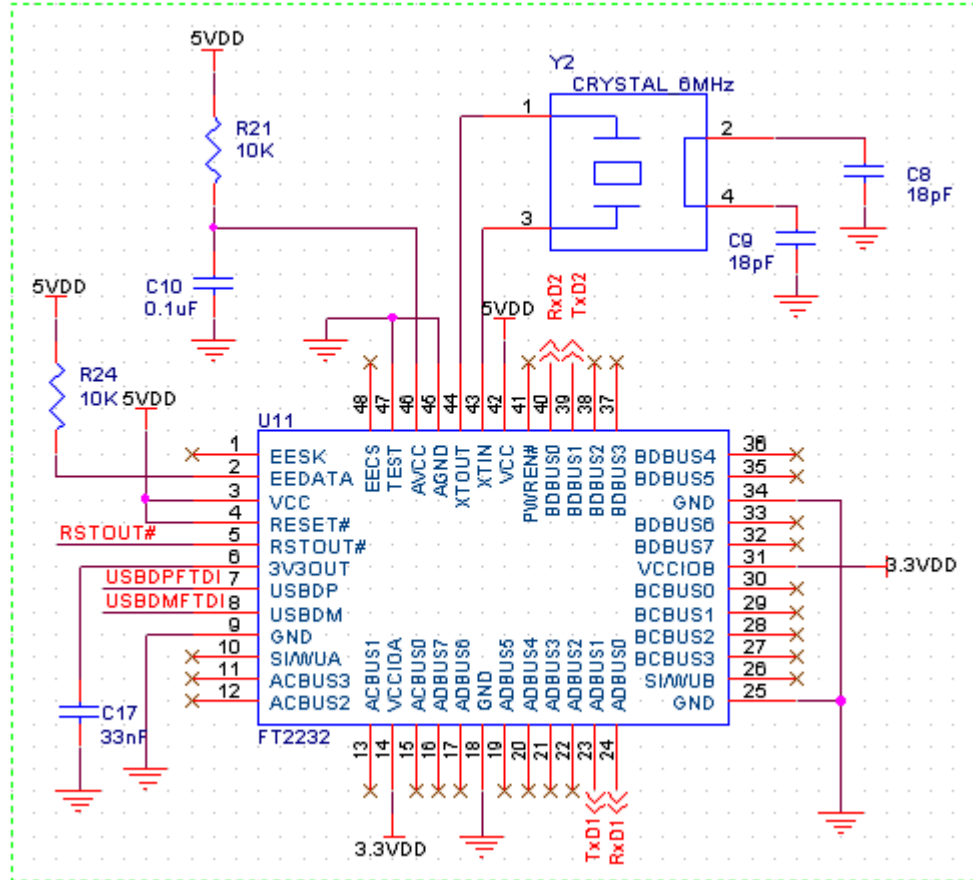 5VDD
R21
10K
C10
0.1uF
5VDD
R24
10K
5VDD
Y2
CRYSTAL 6MHz
1
3
2
4
C8
18pF
C9
18pF
5VDD
RxD2
TxD2
48 47 46 45 44 43 42 41 40 39 38 37
U11
EECS TEST AVCC AGND XTOUT XTIN VCC PWREN# BDBUS0 BDBUS1 BDBUS2 BDBUS3
1 EESK
2 EEDATA
3 VCC
4 RESET#
RSTOUT# 5 RSTOUT#
6 3V3OUT
USBDPFTDI 7 USBDP
USBDMFTDI 8 USBDM
9 GND
10 SI/WUA
11 ACBUS3
12 ACBUS2
BDBUS4 36
BDBUS5 35
GND 34
BDBUS6 33
BDBUS7 32
VCCIOB 31 3.3VDD
BCBUS0 30
BCBUS1 29
BCBUS2 28
BCBUS3 27
SI/WUB 26
GND 25
ACBUS1 VCCIOA ACBUS0 ADBUS7 ADBUS6 GND ADBUS5 ADBUS4 ADBUS3 ADBUS2 ADBUS1 ADBUS0
FT2232
13 14 15 16 17 18 19 20 21 22 23 24
C17
33nF
3.3VDD
TxD1
RxD1